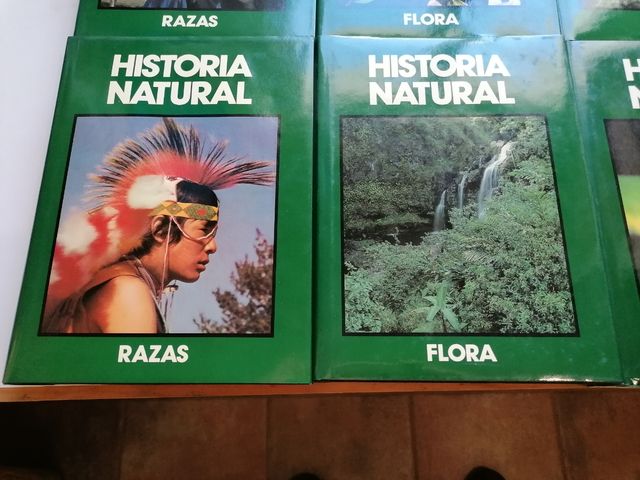 RAZAS
FLORA
HISTORIA
NATURAL
RAZAS
HISTORIA
NATURAL
FLORA
H
N